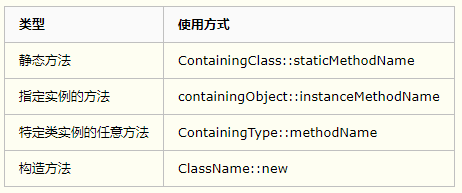 类型 使用方式
静态方法 ContainingClass::staticMethodName
指定实例的方法 containingObject::instanceMethodName
特定类实例的任意方法 ContainingType::methodName
构造方法 ClassName::new